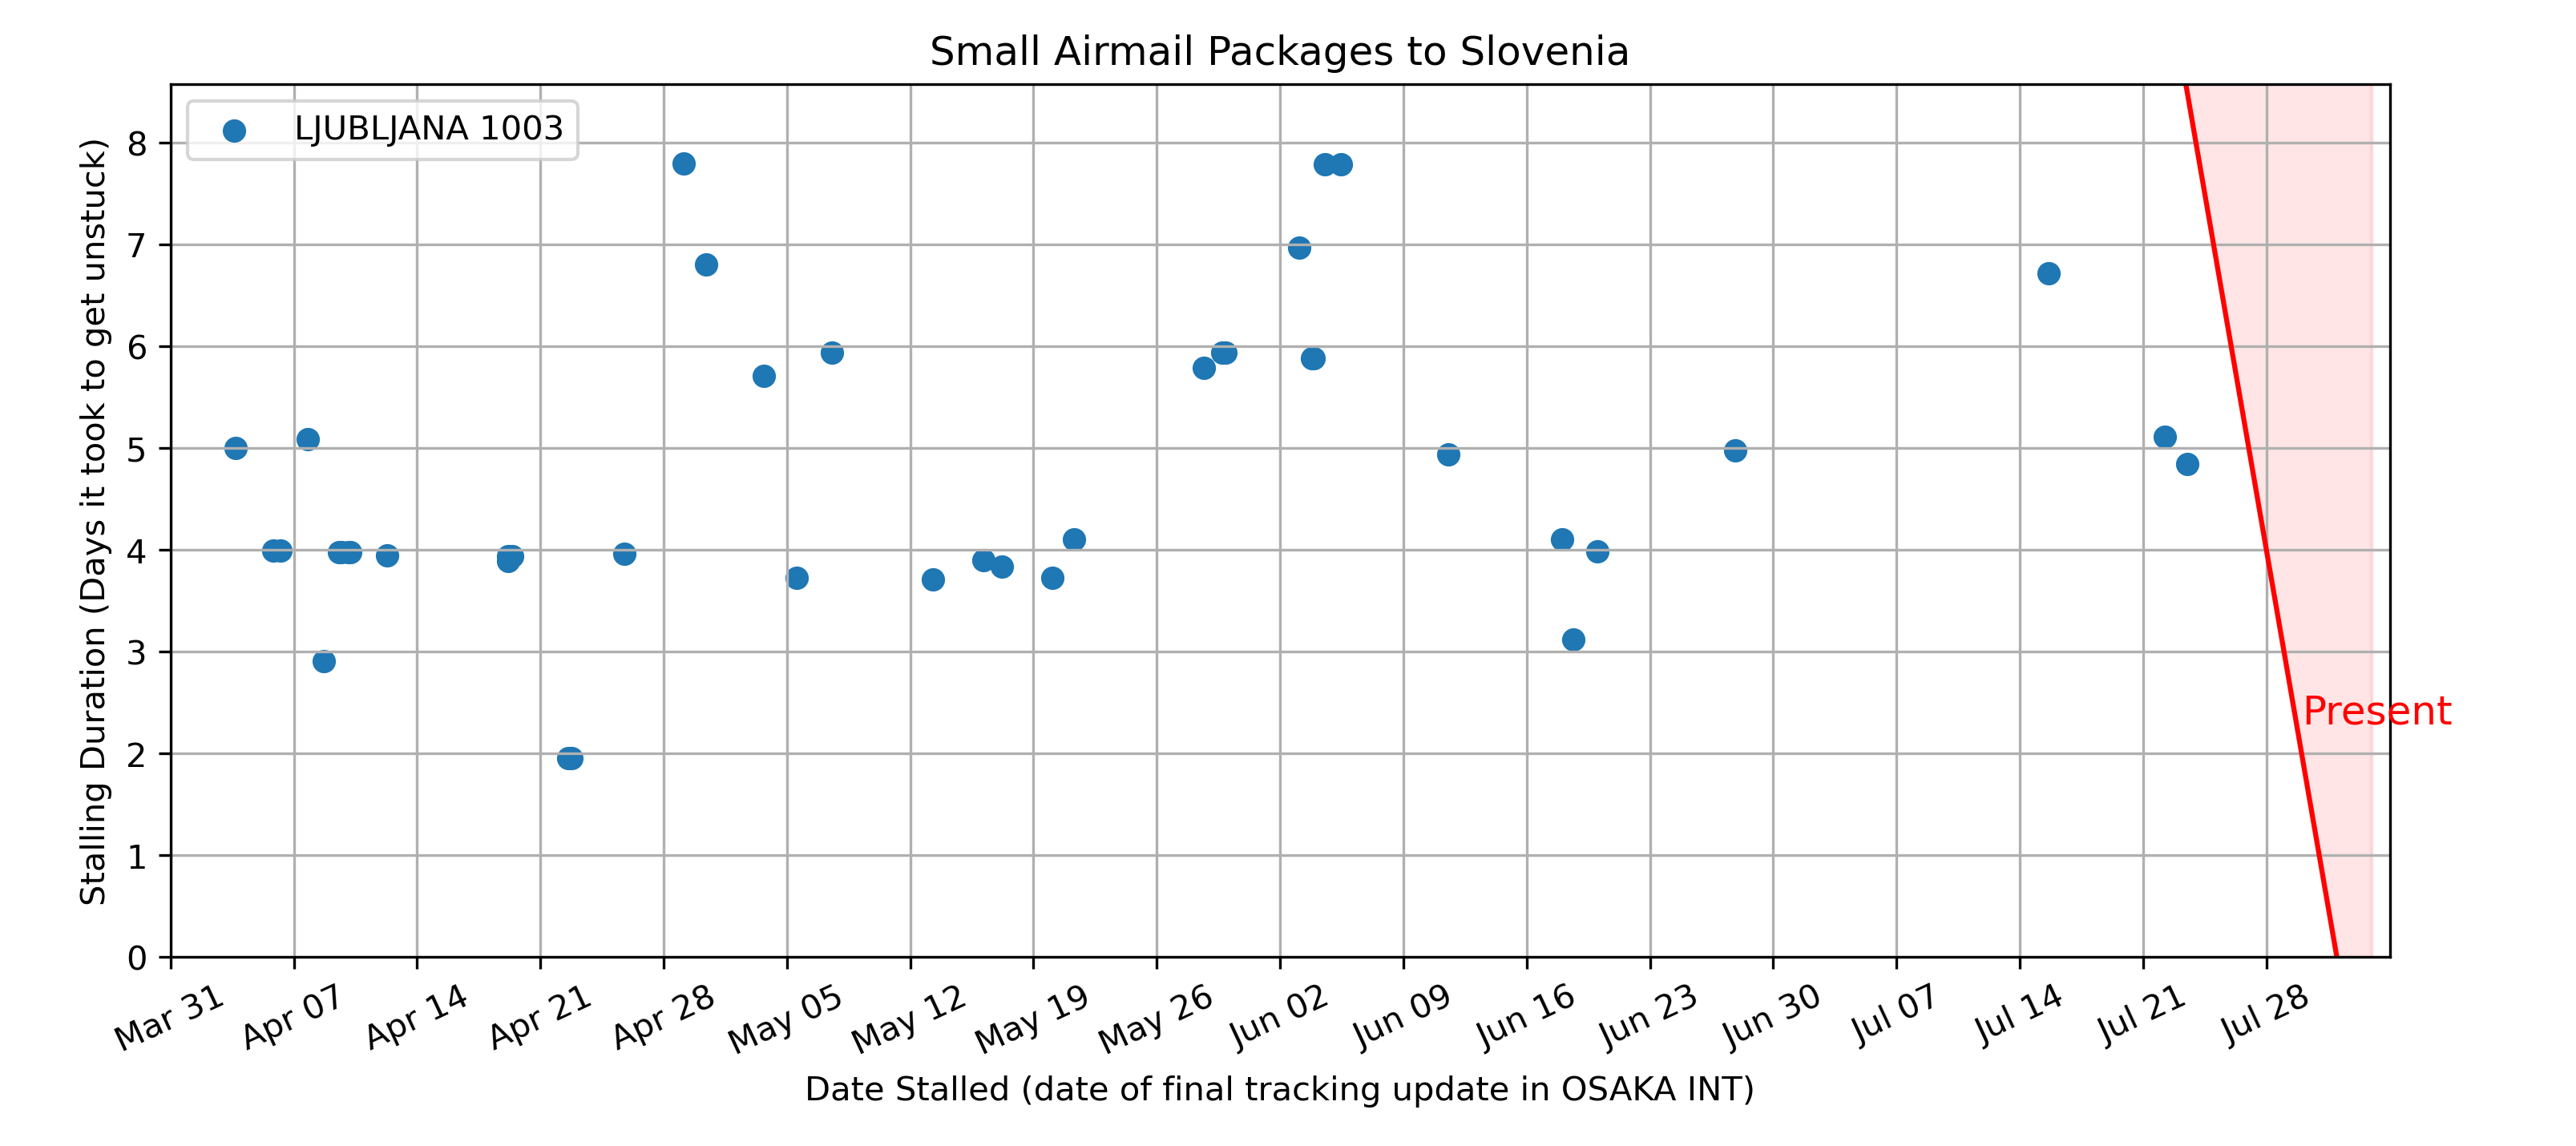 Small Airmail Packages to Slovenia
LJUBLJANA 1003
Stalling Duration (Days it took to get unstuck)
8
7
6
5
4
3
2
1
0
Present
Mar 31
Apr 07
Apr 14
Apr 21
Apr 28
May 05
May 12
May 19
May 26
Jun 02
Jun 09
Jun 16
Jun 23
Jun 30
Jul 07
Jul 14
Jul 21
Jul 28
Date Stalled (date of final tracking update in OSAKA INT)